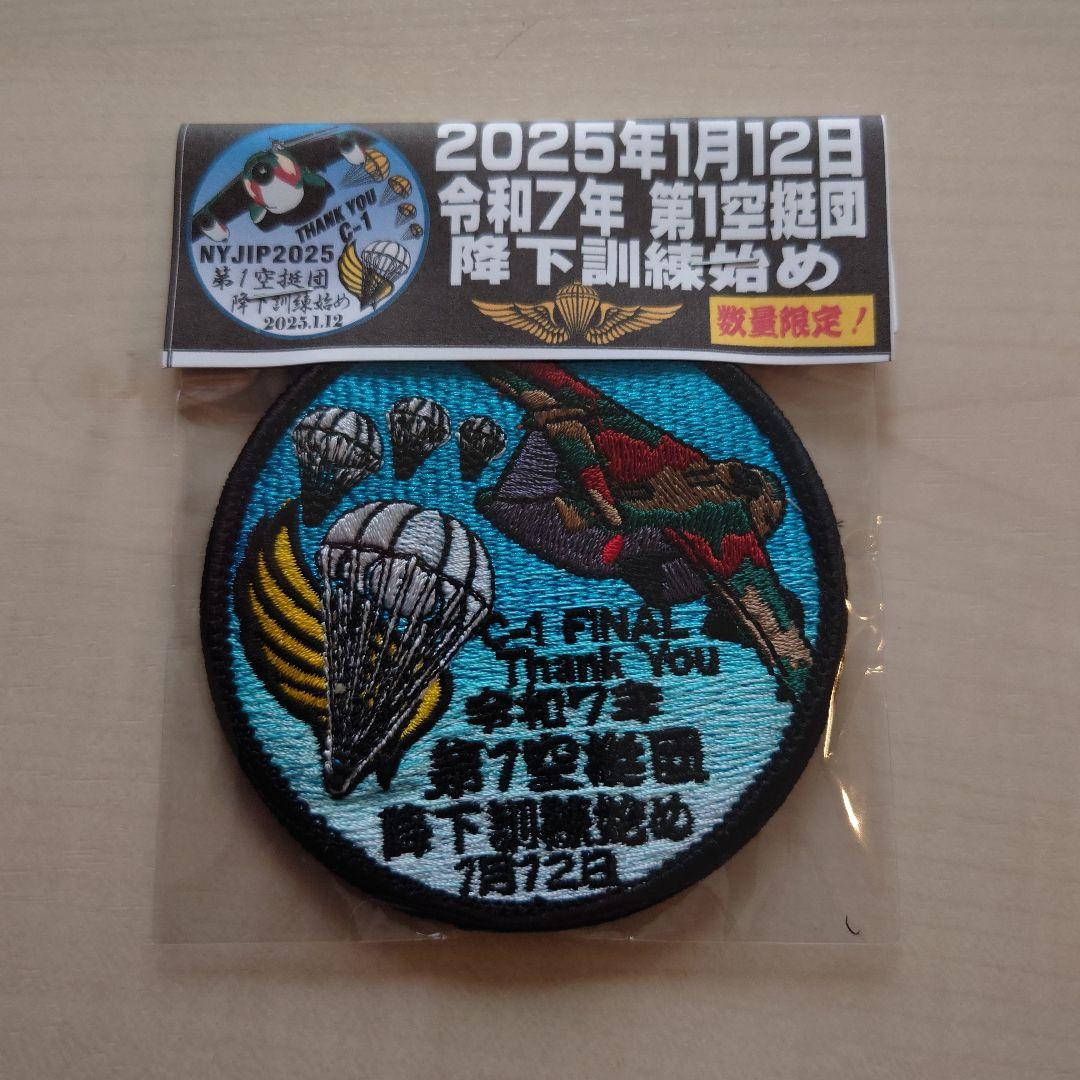 THANK YOU
C-1
NYJIP2025
第1空挺団
降下訓練始め
2025.1.12
2025年1月12日
令和7年 第1空挺団
降下訓練始め
数量限定!
C-1 FINAL
Thank You
令和7年
第1空挺団
降下訓練始め
1月12日